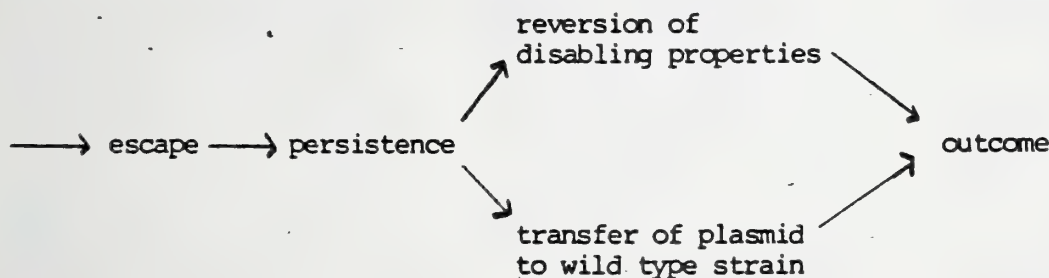 reversion of
disabling properties
escape
persistence
outcome
transfer of plasmid
to wild type strain